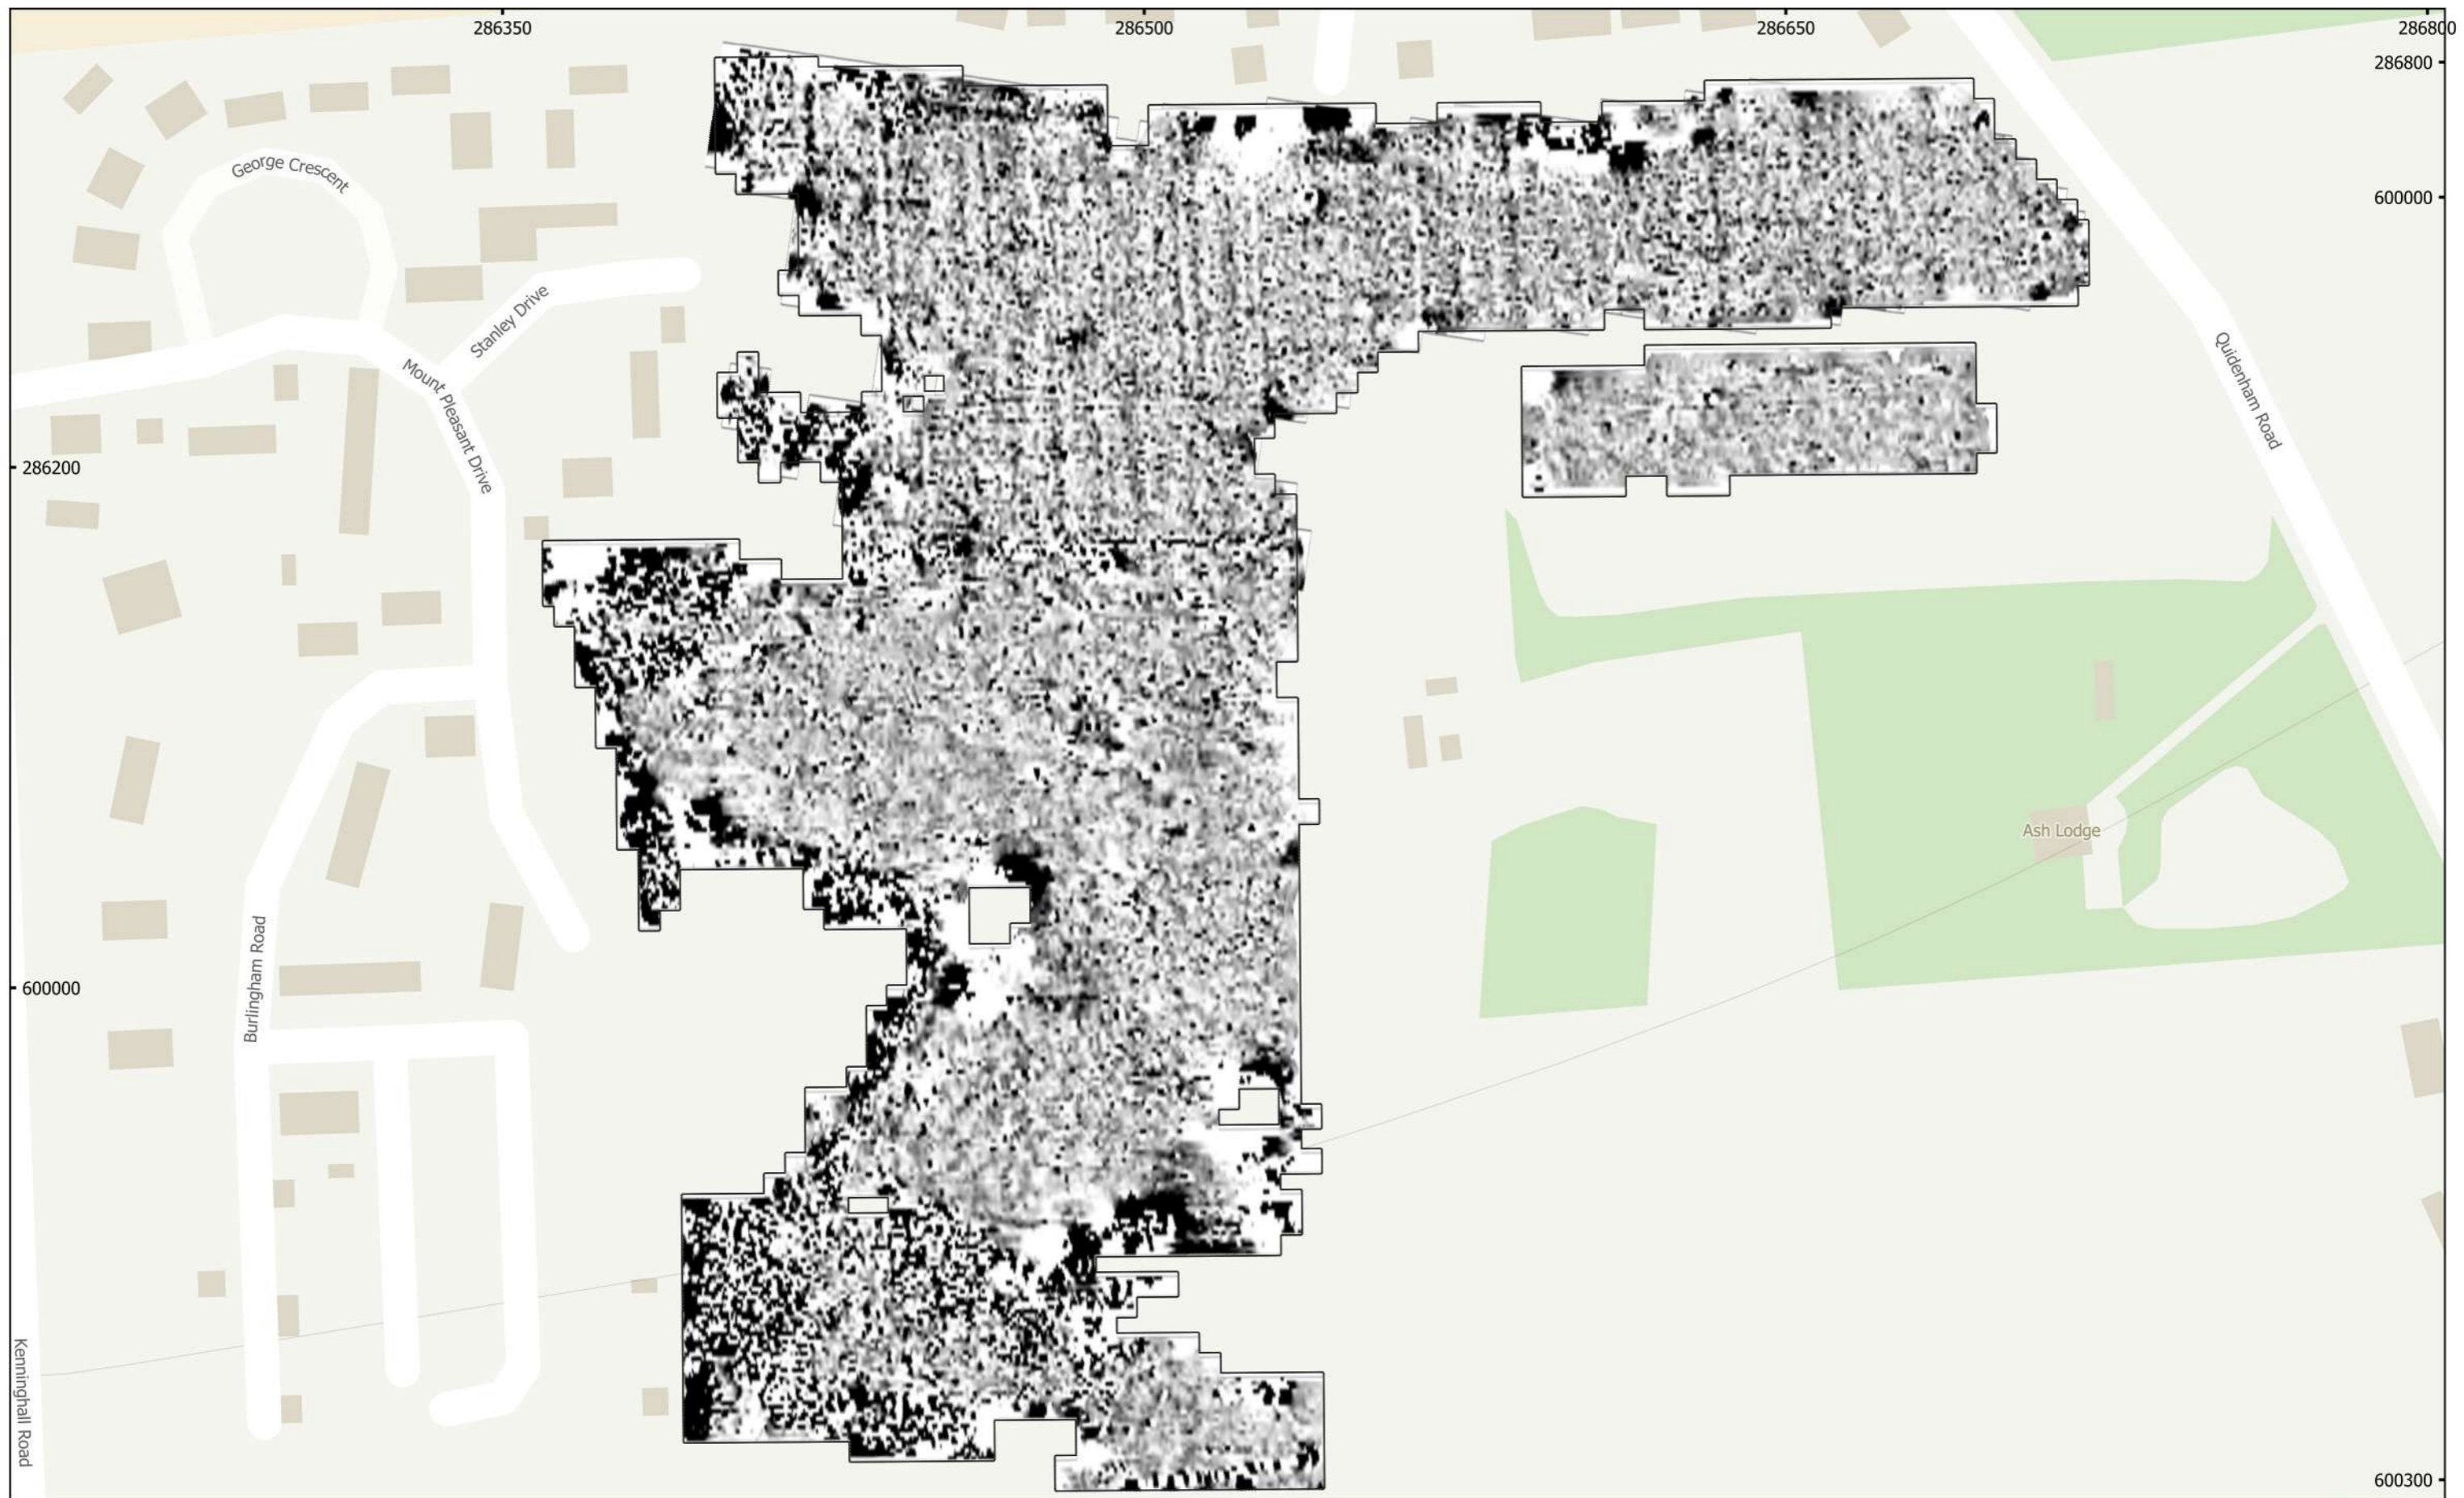 286350
286500
286650
286800
286800
600000
George Crescent
Stanley Drive
Mount Pleasant Drive
Quidenham Road
286200
Ash Lodge
Burlingham Road
600000
Kenninghall Road
600300